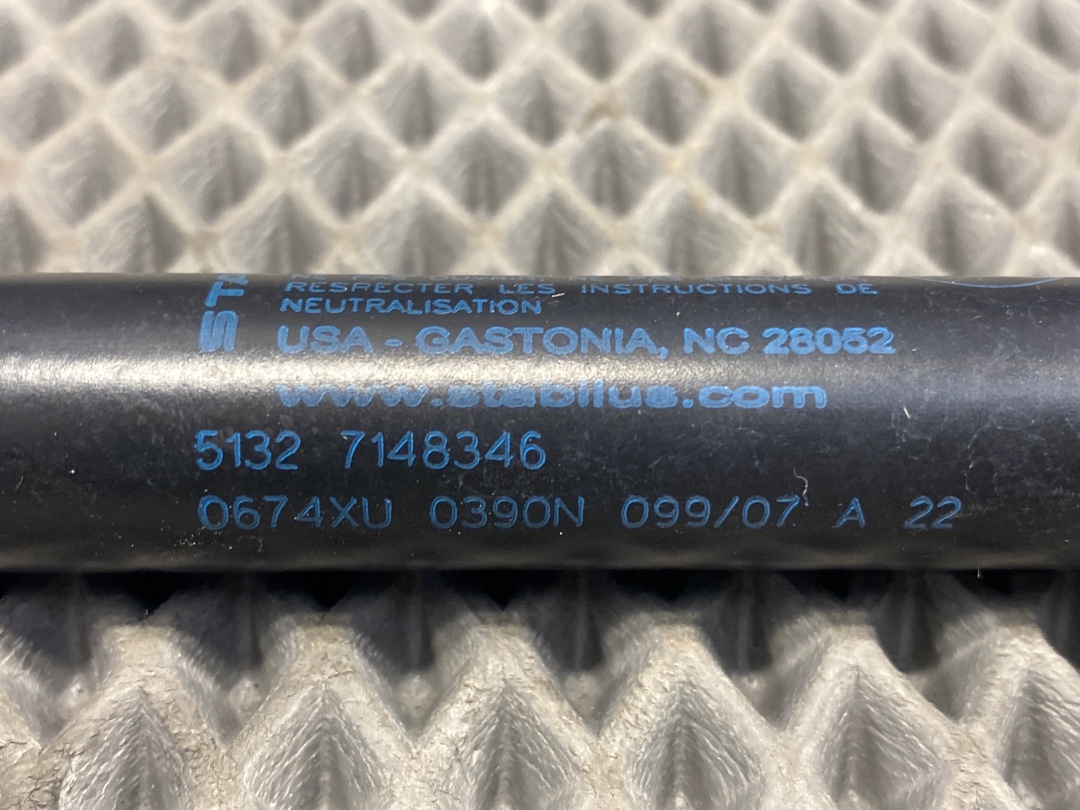 STA
RESPECTER LES INSTRUCTIONS DE
NEUTRALISATION
USA - GASTONIA, NC 28052
www.stabilus.com
5132 7148346
0674XU 0390N 099/07 A 22